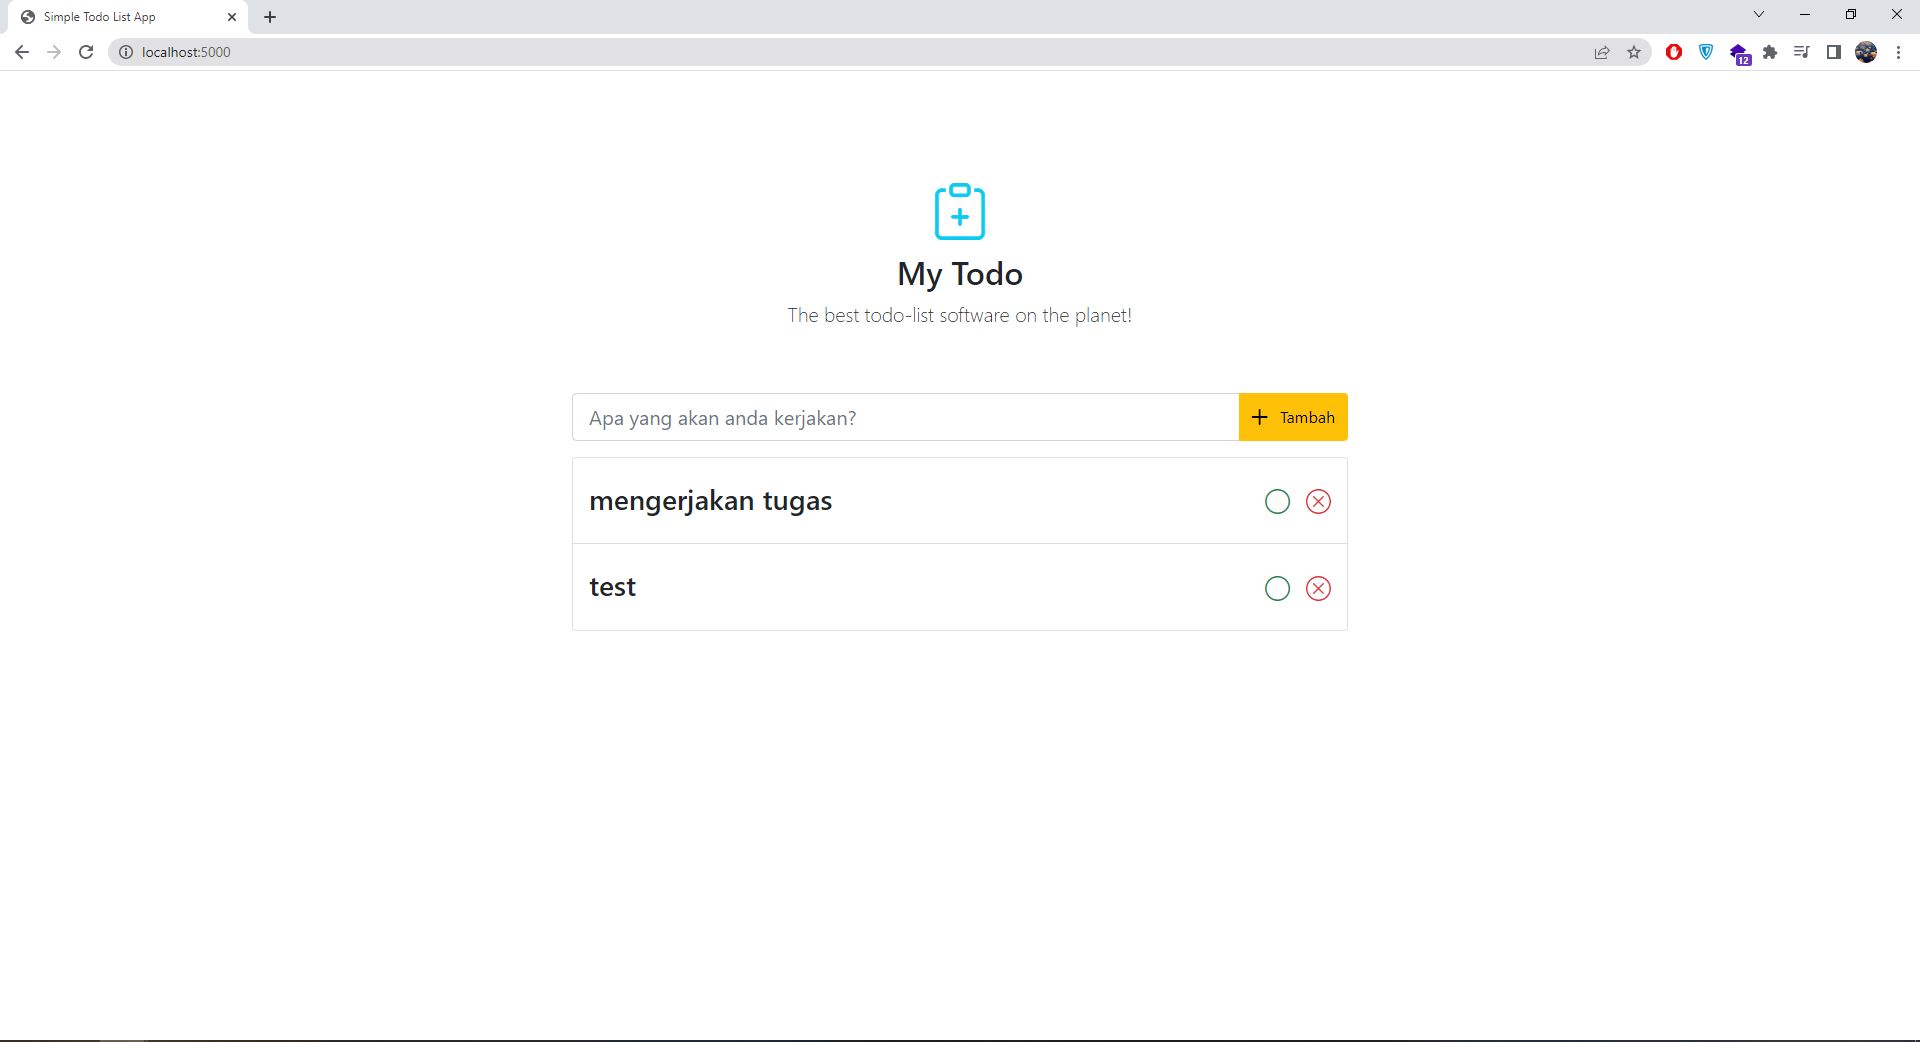 Simple Todo List App
localhost:5000
12
My Todo
The best todo-list software on the planet!
Apa yang akan anda kerjakan?
Tambah
mengerjakan tugas
test